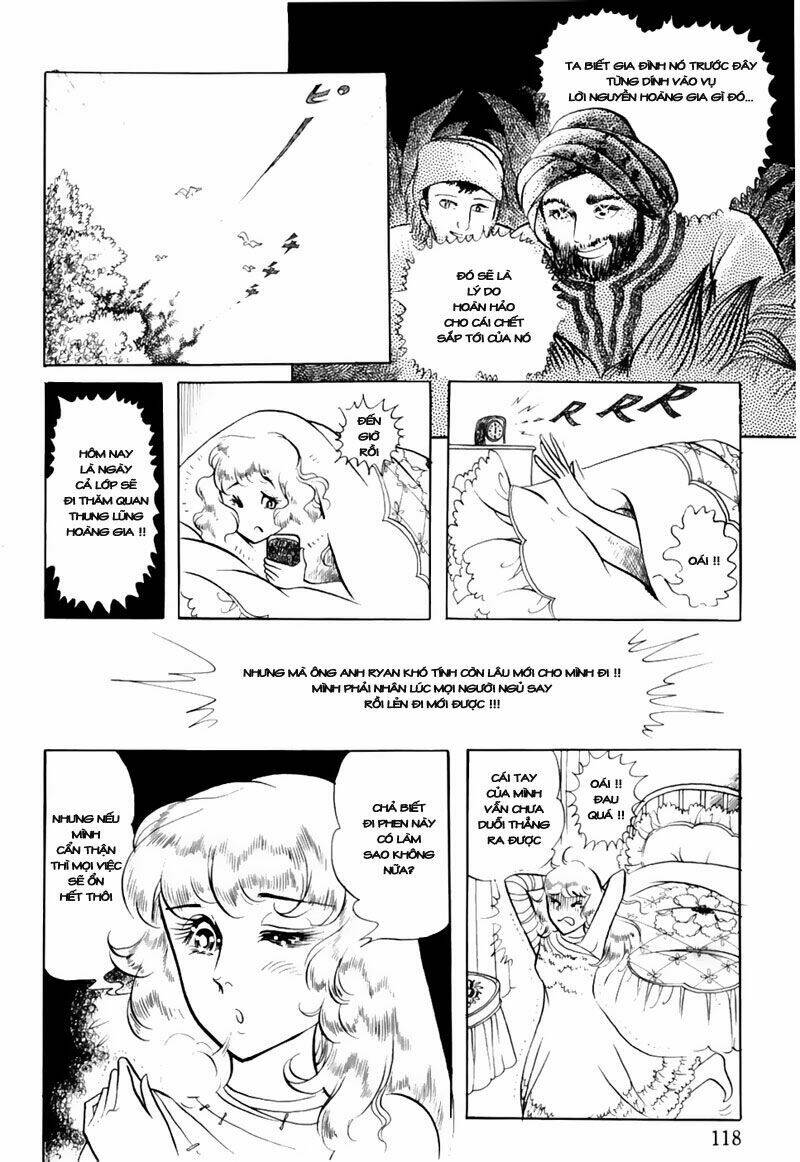 TA BIẾT GIA ĐÌNH NÓ TRƯỚC ĐÂY
TỪNG DÍNH VÀO VỤ
LỜI NGUYỀN HOÀNG GIA GÌ ĐÓ...
ĐÓ SẼ LÀ
LÝ DO
HOÀN HẢO
CHO CÁI CHẾT
SẮP TỚI CỦA NÓ
ピー
RRR
OÁI !!
ĐẾN
GIỜ
RỒI
HÔM NAY
LÀ NGÀY
CẢ LỚP SẼ
ĐI THĂM QUAN
THUNG LŨNG
HOÀNG GIA !!
NHƯNG MÀ ÔNG ANH RYAN KHÓ TÍNH CÒN LÂU MỚI CHO MÌNH ĐI !!
MÌNH PHẢI NHÂN LÚC MỌI NGƯỜI NGỦ SAY
RỒI LẺN ĐI MỚI ĐƯỢC !!!
OÁI !!
ĐAU
QUÁ !!
CÁI TAY
CỦA MÌNH
VẪN CHƯA
DUỖI THẲNG
RA ĐƯỢC
CHẢ BIẾT
ĐI PHEN NÀY
CÓ LÀM
SAO KHÔNG
NỮA?
NHƯNG NẾU
MÌNH
CẨN THẬN
THÌ MỌI VIỆC
SẼ ỔN
HẾT THÔI
118